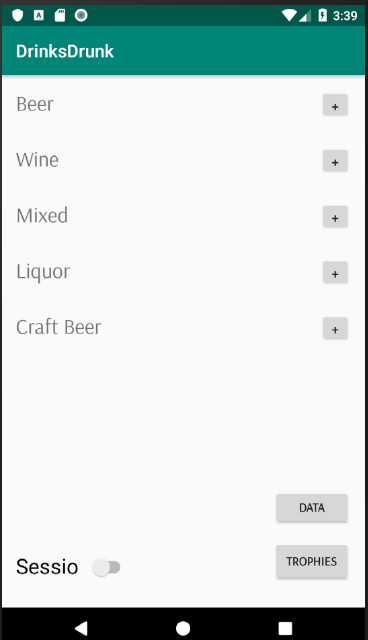 3:39
DrinksDrunk
Beer +
Wine +
Mixed +
Liquor +
Craft Beer +
DATA
Sessio TROPHIES